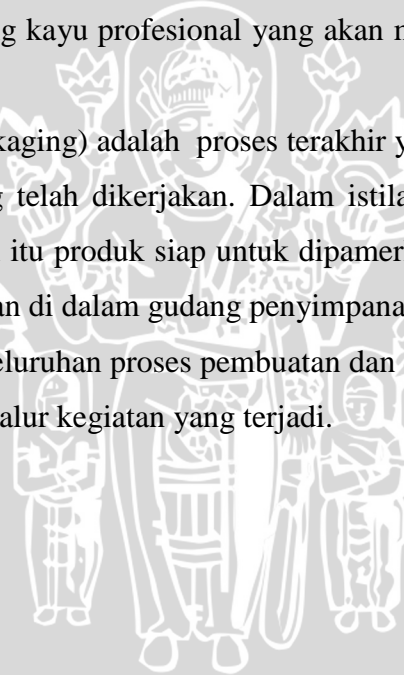 g kayu profesional yang akan m
kaging) adalah proses terakhir y
g telah dikerjakan. Dalam istila
itu produk siap untuk dipamer
an di dalam gudang penyimpana
eluruhan proses pembuatan dan
alur kegiatan yang terjadi.